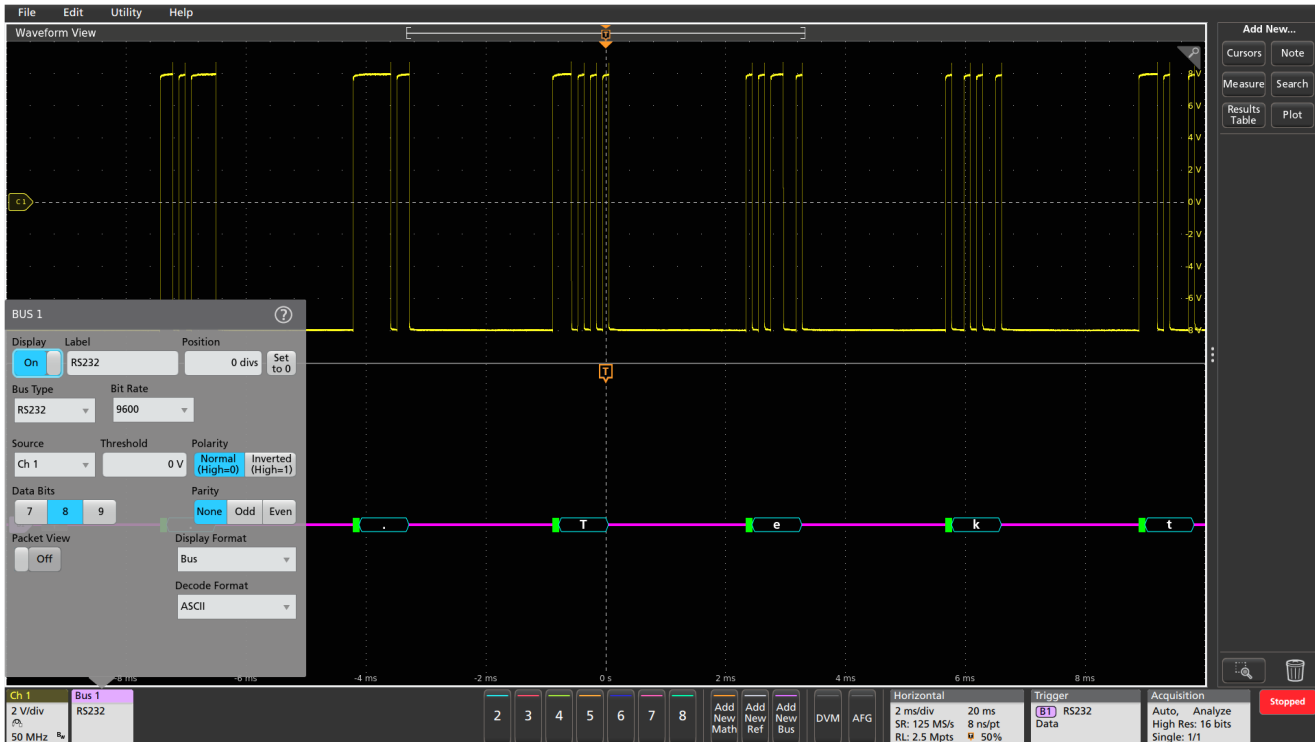 File Edit Utility Help
Waveform View
Add New...
Cursors Note
Measure Search
Results Table Plot
8 V
6 V
4 V
2 V
0 V
-2 V
-4 V
-6 V
8 V
C 1
T
T
BUS 1 ?
Display Label Position
On RS232 0 divs Set to 0
Bus Type Bit Rate
RS232 9600
Source Threshold Polarity
Ch 1 0 V Normal (High=0) Inverted (High=1)
Data Bits Parity
7 8 9 None Odd Even
Packet View Display Format
Off Bus
Decode Format
ASCII
. T e k t
-8 ms -6 ms -4 ms -2 ms 0 s 2 ms 4 ms 6 ms 8 ms
Ch 1
2 V/div
50 MHz Bw
Bus 1
RS232
2 3 4 5 6 7 8
Add New Math
Add New Ref
Add New Bus
DVM AFG
Horizontal
2 ms/div 20 ms
SR: 125 MS/s 8 ns/pt
RL: 2.5 Mpts T 50%
Trigger
B1 RS232
Data
Acquisition
Auto, Analyze
High Res: 16 bits
Single: 1/1
Stopped